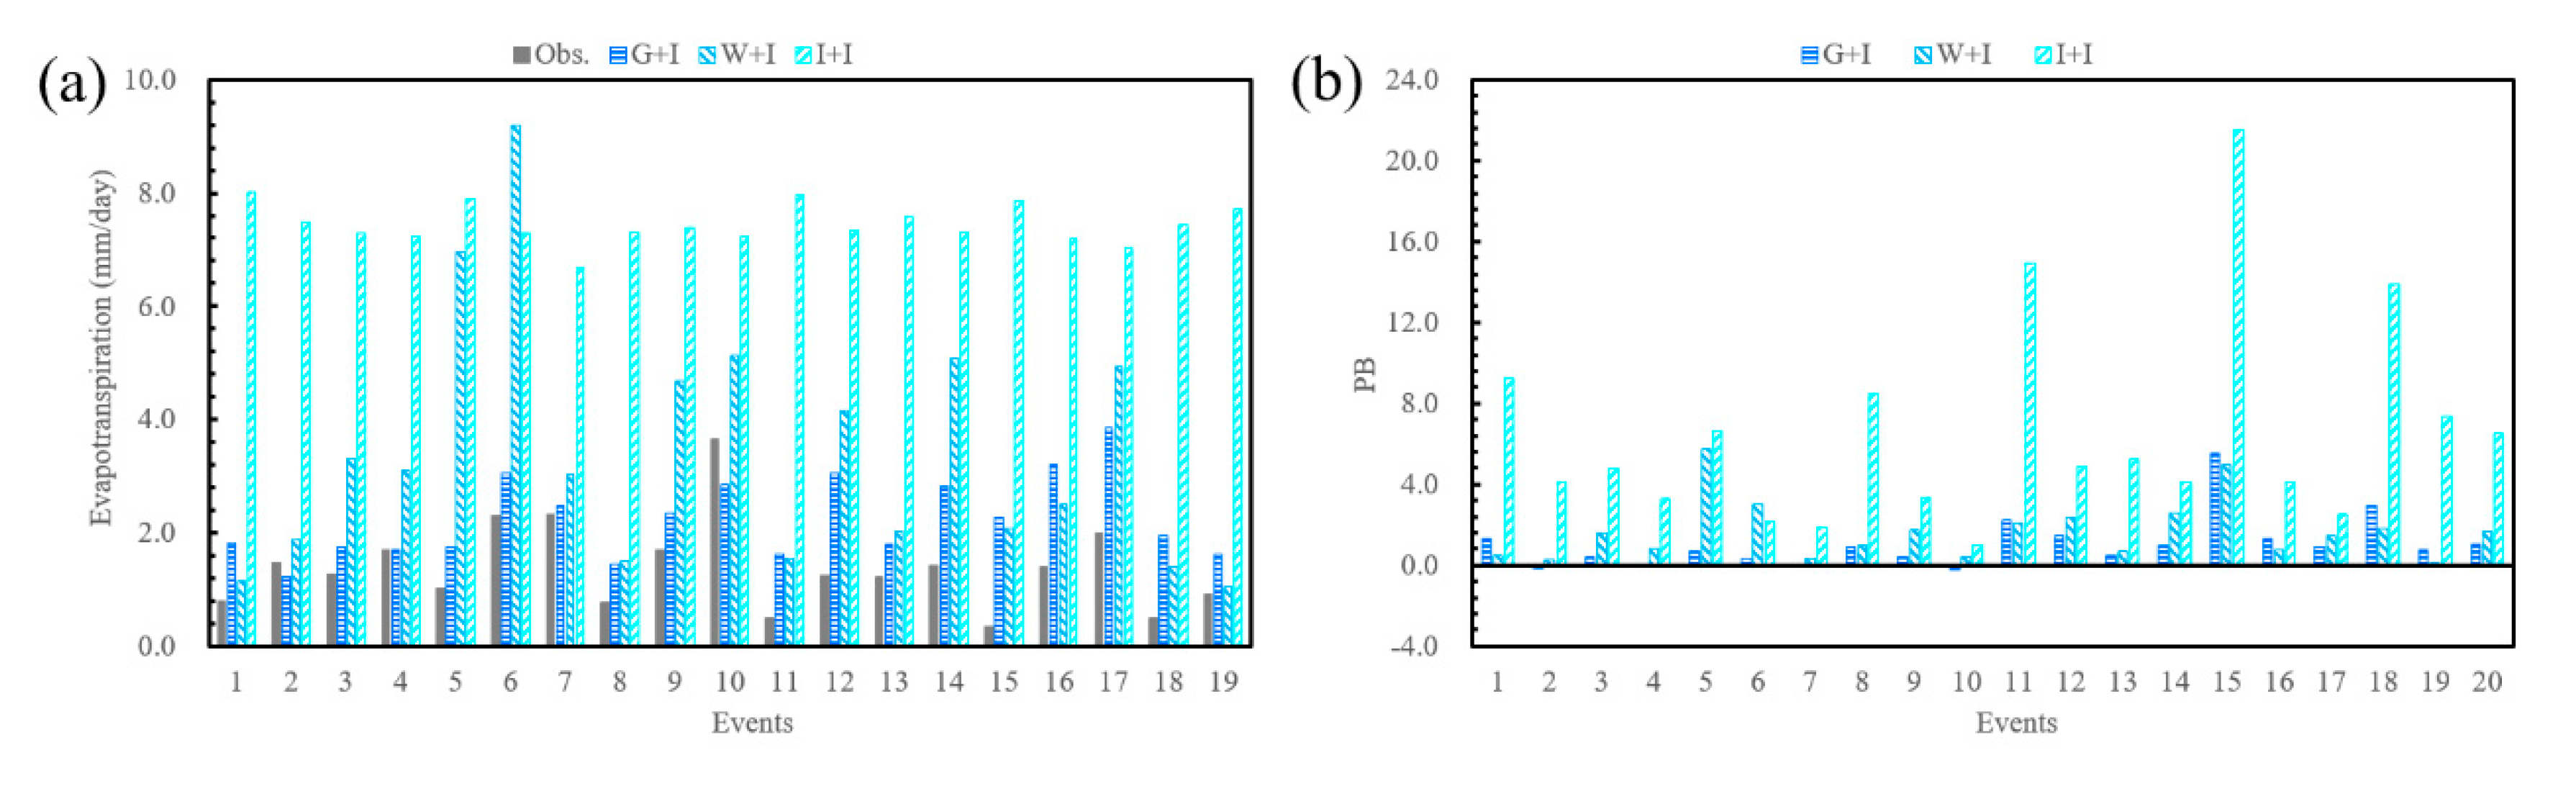 (a)
Obs. G+I W+I I+I
10.0
8.0
6.0
4.0
2.0
0.0
Evapotranspiration (mm/day)
1 2 3 4 5 6 7 8 9 10 11 12 13 14 15 16 17 18 19
Events
(b)
G+I W+I I+I
24.0
20.0
16.0
12.0
8.0
4.0
0.0
-4.0
PB
1 2 3 4 5 6 7 8 9 10 11 12 13 14 15 16 17 18 19 20
Events